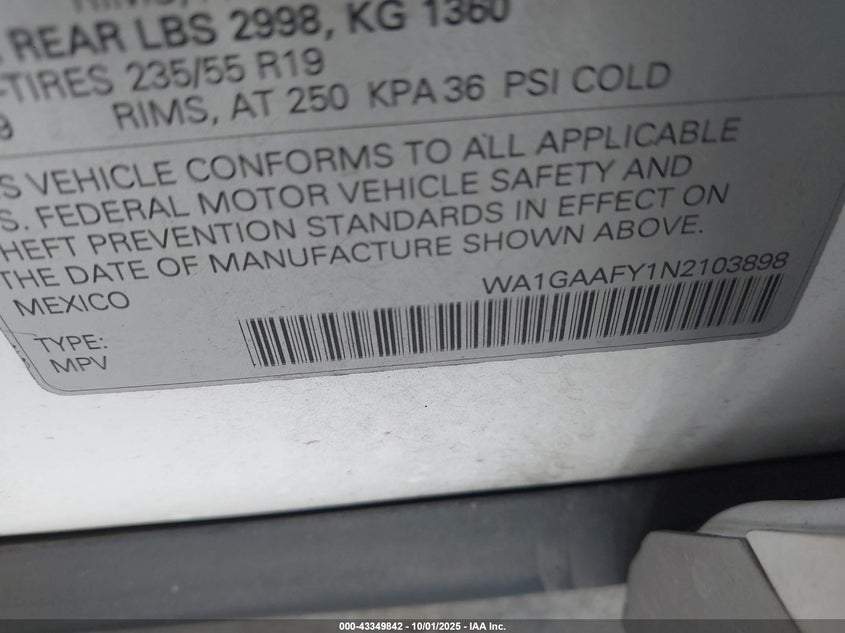 RIMS,
REAR LBS 2998, KG 1360
-TIRES 235/55 R19
9 RIMS, AT 250 KPA 36 PSI COLD
S VEHICLE CONFORMS TO ALL APPLICABLE
S. FEDERAL MOTOR VEHICLE SAFETY AND
HEFT PREVENTION STANDARDS IN EFFECT ON
THE DATE OF MANUFACTURE SHOWN ABOVE.
MEXICO WA1GAAFY1N2103898
TYPE:
MPV
000-43349842 - 10/01/2025 - IAA Inc.